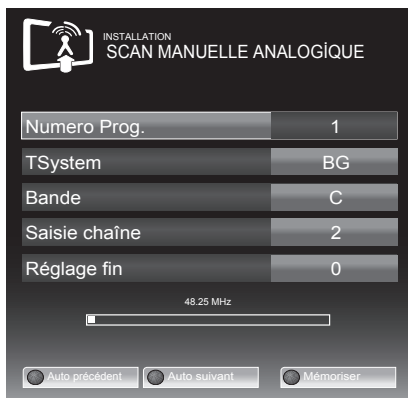 INSTALLATION
SCAN MANUELLE ANALOGİQUE
Numero Prog. 1
TSystem BG
Bande C
Saisie chaîne 2
Réglage fin 0
48.25 MHz
Auto précédent Auto suivant Mémoriser